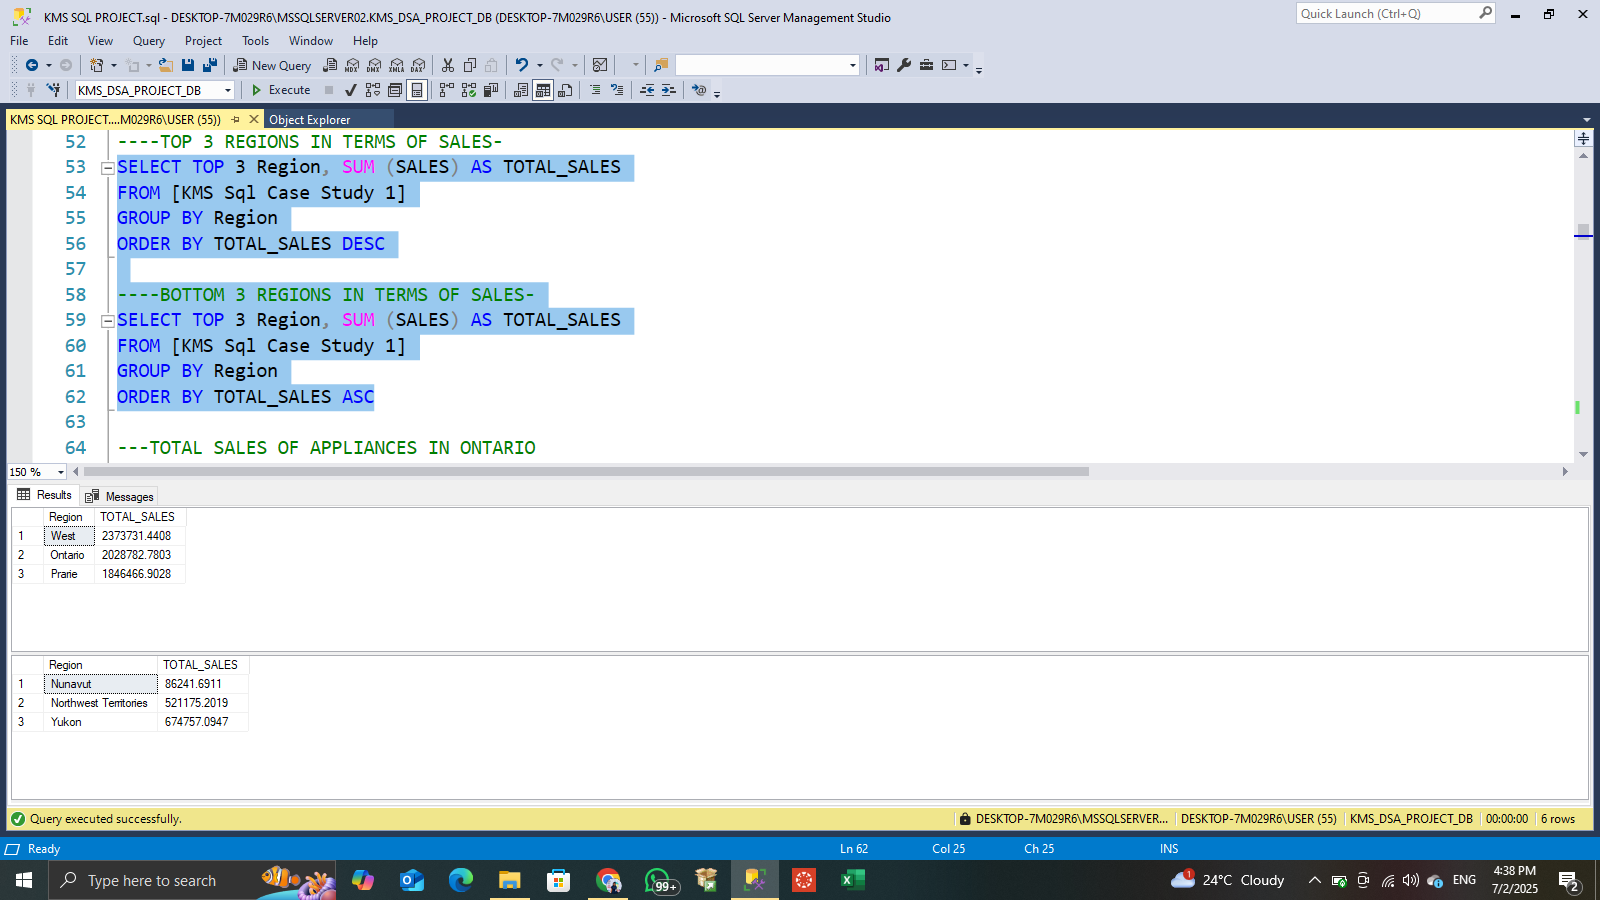 KMS SQL PROJECT.sql - DESKTOP-7M029R6\MSSQLSERVER02.KMS_DSA_PROJECT_DB (DESKTOP-7M029R6\USER (55)) - Microsoft SQL Server Management Studio
Quick Launch (Ctrl+Q)
File Edit View Query Project Tools Window Help
New Query
MDX DMX XMLA DAX
KMS_DSA_PROJECT_DB
Execute
KMS SQL PROJECT....M029R6\USER (55))
Object Explorer
52 ----TOP 3 REGIONS IN TERMS OF SALES-
53 SELECT TOP 3 Region, SUM (SALES) AS TOTAL_SALES
54 FROM [KMS Sql Case Study 1]
55 GROUP BY Region
56 ORDER BY TOTAL_SALES DESC
57
58 ----BOTTOM 3 REGIONS IN TERMS OF SALES-
59 SELECT TOP 3 Region, SUM (SALES) AS TOTAL_SALES
60 FROM [KMS Sql Case Study 1]
61 GROUP BY Region
62 ORDER BY TOTAL_SALES ASC
63
64 ---TOTAL SALES OF APPLIANCES IN ONTARIO
150 %
Results Messages
Region TOTAL_SALES
1 West 2373731.4408
2 Ontario 2028782.7803
3 Prarie 1846466.9028
Region TOTAL_SALES
1 Nunavut 86241.6911
2 Northwest Territories 521175.2019
3 Yukon 674757.0947
Query executed successfully.
DESKTOP-7M029R6\MSSQLSERVER... DESKTOP-7M029R6\USER (55) KMS_DSA_PROJECT_DB 00:00:00 6 rows
Ready
Ln 62 Col 25 Ch 25 INS
Type here to search
99+
1
24°C Cloudy
ENG
4:38 PM
7/2/2025
2